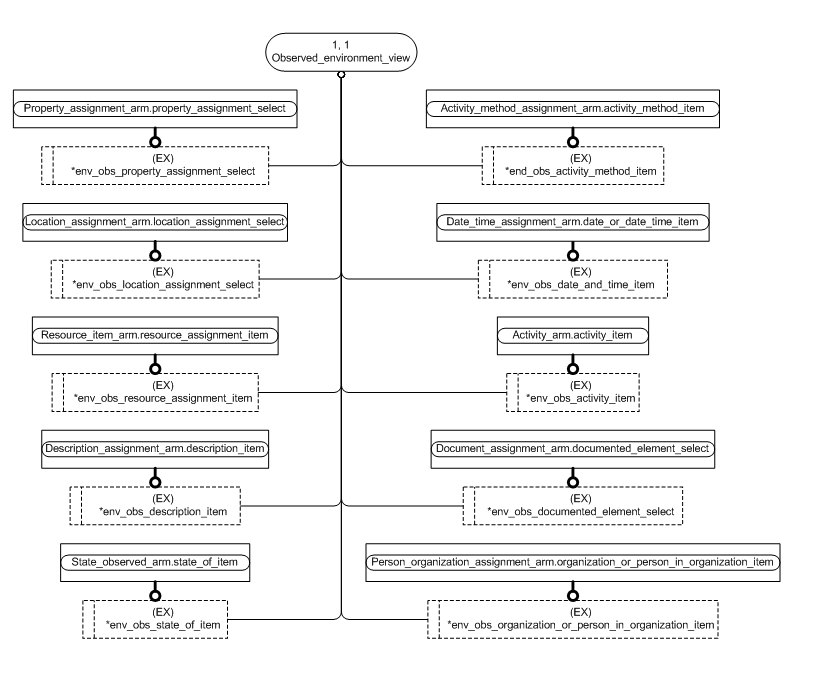 1, 1
Observed_environment_view
Property_assignment_arm.property_assignment_select
(EX)
*env_obs_property_assignment_select
Activity_method_assignment_arm.activity_method_item
(EX)
*end_obs_activity_method_item
Location_assignment_arm.location_assignment_select
(EX)
*env_obs_location_assignment_select
Date_time_assignment_arm.date_or_date_time_item
(EX)
*env_obs_date_and_time_item
Resource_item_arm.resource_assignment_item
(EX)
*env_obs_resource_assignment_item
Activity_arm.activity_item
(EX)
*env_obs_activity_item
Description_assignment_arm.description_item
(EX)
*env_obs_description_item
Document_assignment_arm.documented_element_select
(EX)
*env_obs_documented_element_select
State_observed_arm.state_of_item
(EX)
*env_obs_state_of_item
Person_organization_assignment_arm.organization_or_person_in_organization_item
(EX)
*env_obs_organization_or_person_in_organization_item